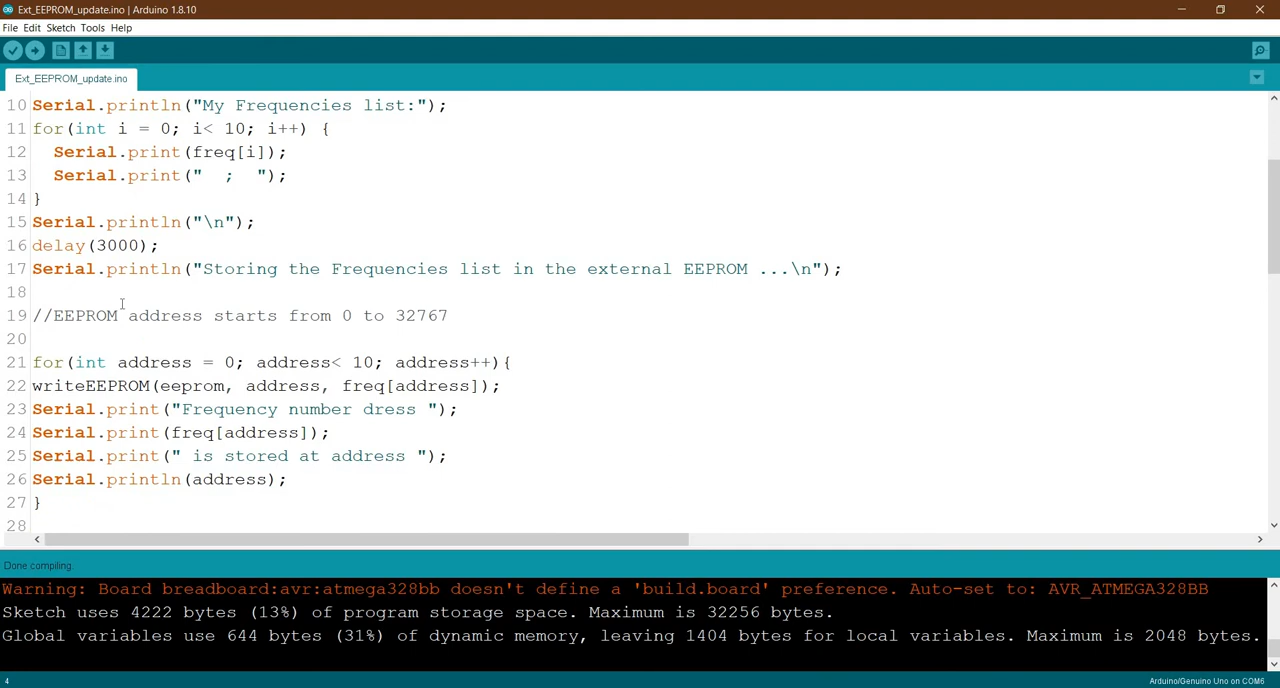 Ext_EEPROM_update.ino | Arduino 1.8.10
File Edit Sketch Tools Help
Ext_EEPROM_update.ino
10 Serial.println("My Frequencies list:");
11 for(int i = 0; i< 10; i++) {
12   Serial.print(freq[i]);
13   Serial.print("  ;  ");
14 }
15 Serial.println("\n");
16 delay(3000);
17 Serial.println("Storing the Frequencies list in the external EEPROM ...\n");
18
19 //EEPROM address starts from 0 to 32767
20
21 for(int address = 0; address< 10; address++){
22 writeEEPROM(eeprom, address, freq[address]);
23 Serial.print("Frequency number dress ");
24 Serial.print(freq[address]);
25 Serial.print(" is stored at address ");
26 Serial.println(address);
27 }
28
Done compiling.
Warning: Board breadboard:avr:atmega328bb doesn't define a 'build.board' preference. Auto-set to: AVR_ATMEGA328BB
Sketch uses 4222 bytes (13%) of program storage space. Maximum is 32256 bytes.
Global variables use 644 bytes (31%) of dynamic memory, leaving 1404 bytes for local variables. Maximum is 2048 bytes.
4 Arduino/Genuino Uno on COM6